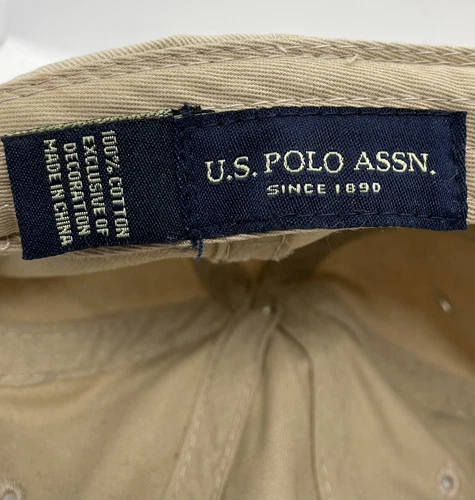 U.S. POLO ASSN.
SINCE 1890
100% COTTON
EXCLUSIVE OF
DECORATION
MADE IN CHINA